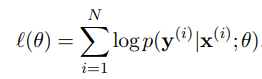 ℓ(θ) = ∑_{i=1}^{N} log p(𝐲^{(i)}|𝐱^{(i)}; θ).